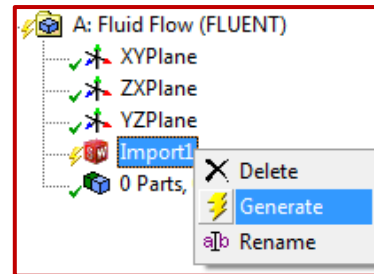 A: Fluid Flow (FLUENT)
XYPlane
ZXPlane
YZPlane
Import1
0 Parts,
Delete
Generate
Rename